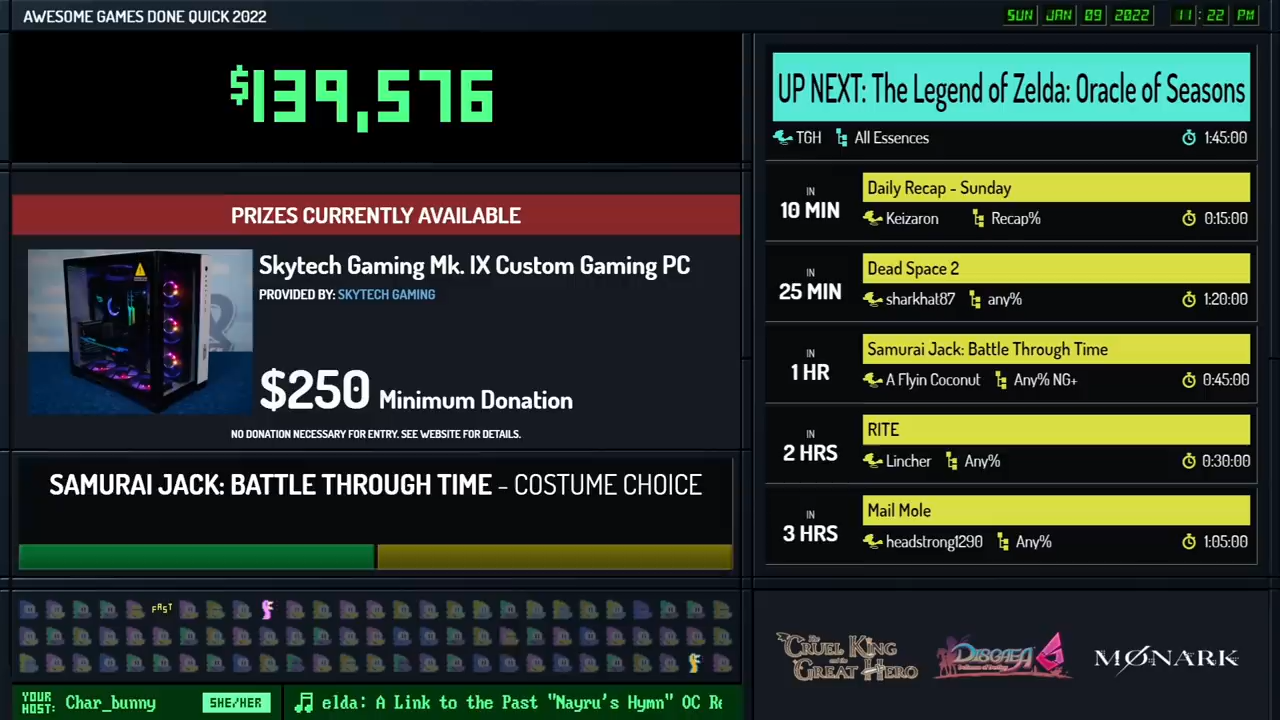 AWESOME GAMES DONE QUICK 2022
SUN JAN 09 2022 11:22 PM
$139,576
PRIZES CURRENTLY AVAILABLE
Skytech Gaming Mk. IX Custom Gaming PC
PROVIDED BY: SKYTECH GAMING
$250 Minimum Donation
NO DONATION NECESSARY FOR ENTRY. SEE WEBSITE FOR DETAILS.
SAMURAI JACK: BATTLE THROUGH TIME - COSTUME CHOICE
FAST
YOUR HOST: Char_bunny SHE/HER
elda: A Link to the Past "Nayru's Hymn" OC Re
UP NEXT: The Legend of Zelda: Oracle of Seasons
TGH All Essences 1:45:00
IN 10 MIN
Daily Recap - Sunday
Keizaron Recap% 0:15:00
IN 25 MIN
Dead Space 2
sharkhat87 any% 1:20:00
IN 1 HR
Samurai Jack: Battle Through Time
A Flyin Coconut Any% NG+ 0:45:00
IN 2 HRS
RITE
Lincher Any% 0:30:00
IN 3 HRS
Mail Mole
headstrong1290 Any% 1:05:00
The CRUEL KING and the GREAT HERO
DISGAEA 6
MONARK